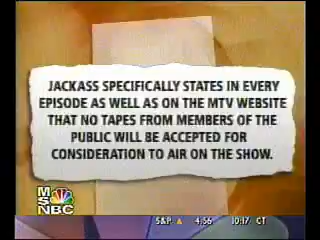 JACKASS SPECIFICALLY STATES IN EVERY
EPISODE AS WELL AS ON THE MTV WEBSITE
THAT NO TAPES FROM MEMBERS OF THE
PUBLIC WILL BE ACCEPTED FOR
CONSIDERATION TO AIR ON THE SHOW.
MSNBC
S&P ▲ 4.56 10:17 CT